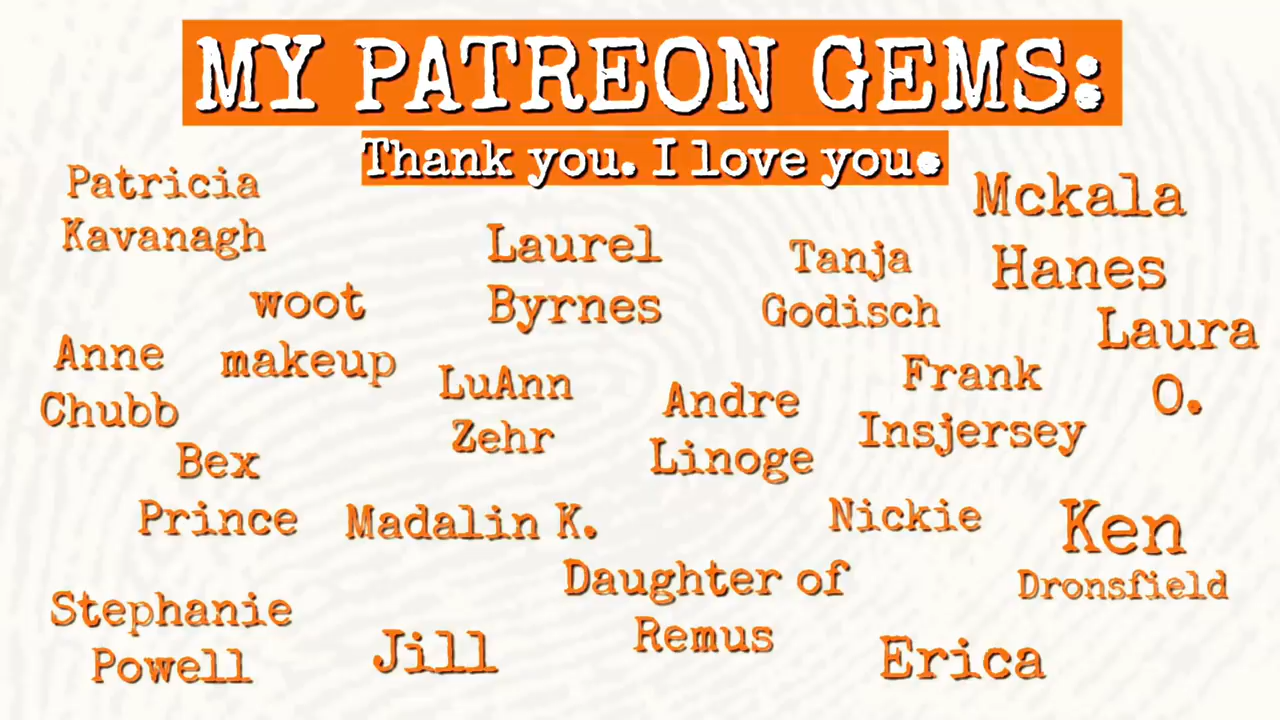 MY PATREON GEMS:
Thank you. I love you.
Patricia
Kavanagh
Laurel
Byrnes
Tanja
Godisch
Mckala
Hanes
woot
makeup
Laura
O.
Anne
Chubb
LuAnn
Zehr
Andre
Linoge
Frank
Insjersey
Bex
Prince
Madalin K.
Nickie
Ken
Dronsfield
Daughter of
Remus
Stephanie
Powell
Jill
Erica